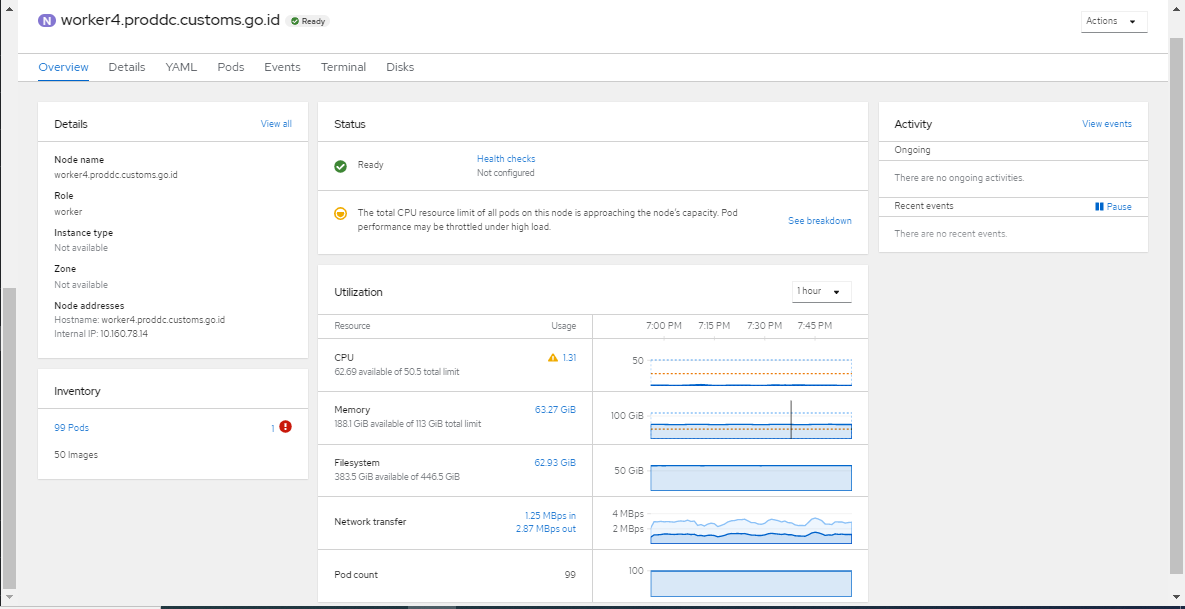 N worker4.proddc.customs.go.id Ready
Actions
Overview Details YAML Pods Events Terminal Disks
Details View all
Node name
worker4.proddc.customs.go.id
Role
worker
Instance type
Not available
Zone
Not available
Node addresses
Hostname: worker4.proddc.customs.go.id
Internal IP: 10.160.78.14
Inventory
99 Pods 1
50 Images
Status
Ready
Health checks
Not configured
The total CPU resource limit of all pods on this node is approaching the node's capacity. Pod
performance may be throttled under high load.
See breakdown
Utilization 1 hour
Resource Usage 7:00 PM 7:15 PM 7:30 PM 7:45 PM
CPU 1.31
62.69 available of 50.5 total limit
50
Memory 63.27 GiB
188.1 GiB available of 113 GiB total limit
100 GiB
Filesystem 62.93 GiB
383.5 GiB available of 446.5 GiB
50 GiB
Network transfer
1.25 MBps in
2.87 MBps out
4 MBps
2 MBps
Pod count 99
100
Activity View events
Ongoing
There are no ongoing activities.
Recent events Pause
There are no recent events.